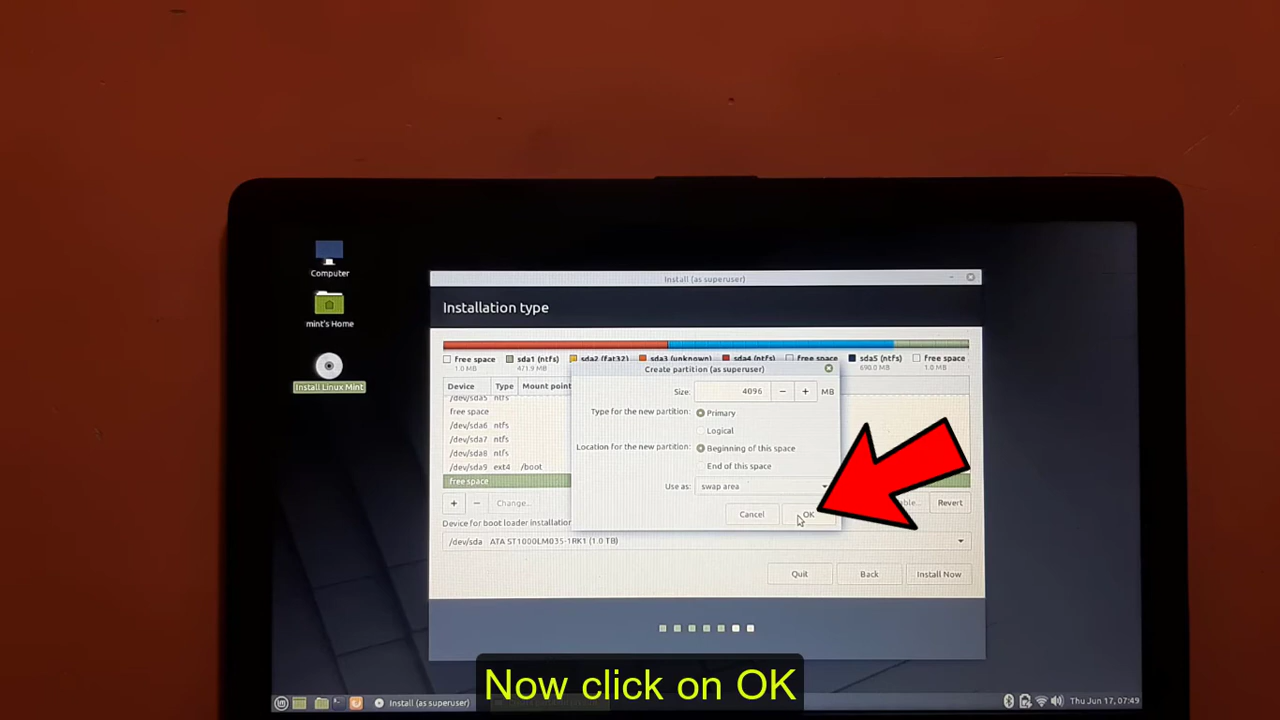 Computer
mint's Home
Install Linux Mint
Install (as superuser)
Installation type
free space sda1 (ntfs) sda2 (fat32) sda3 (unknown) sda4 (ntfs) free space sda5 (ntfs) free space
1.0 MB 471.9 MB 690.0 MB 1.0 MB
Device Type Mount point
/dev/sda5 ntfs
free space
/dev/sda6 ntfs
/dev/sda7 ntfs
/dev/sda8 ntfs
/dev/sda9 ext4 /boot
free space
+ − Change... Revert
Create partition (as superuser)
Size: 4096 − + MB
Type for the new partition: Primary
Logical
Location for the new partition: Beginning of this space
End of this space
Use as: swap area
Cancel OK
Device for boot loader installation
/dev/sda ATA ST1000LM035-1RK1 (1.0 TB)
Quit Back Install Now
Now click on OK
Install (as superuser)
Thu Jun 17, 07:49